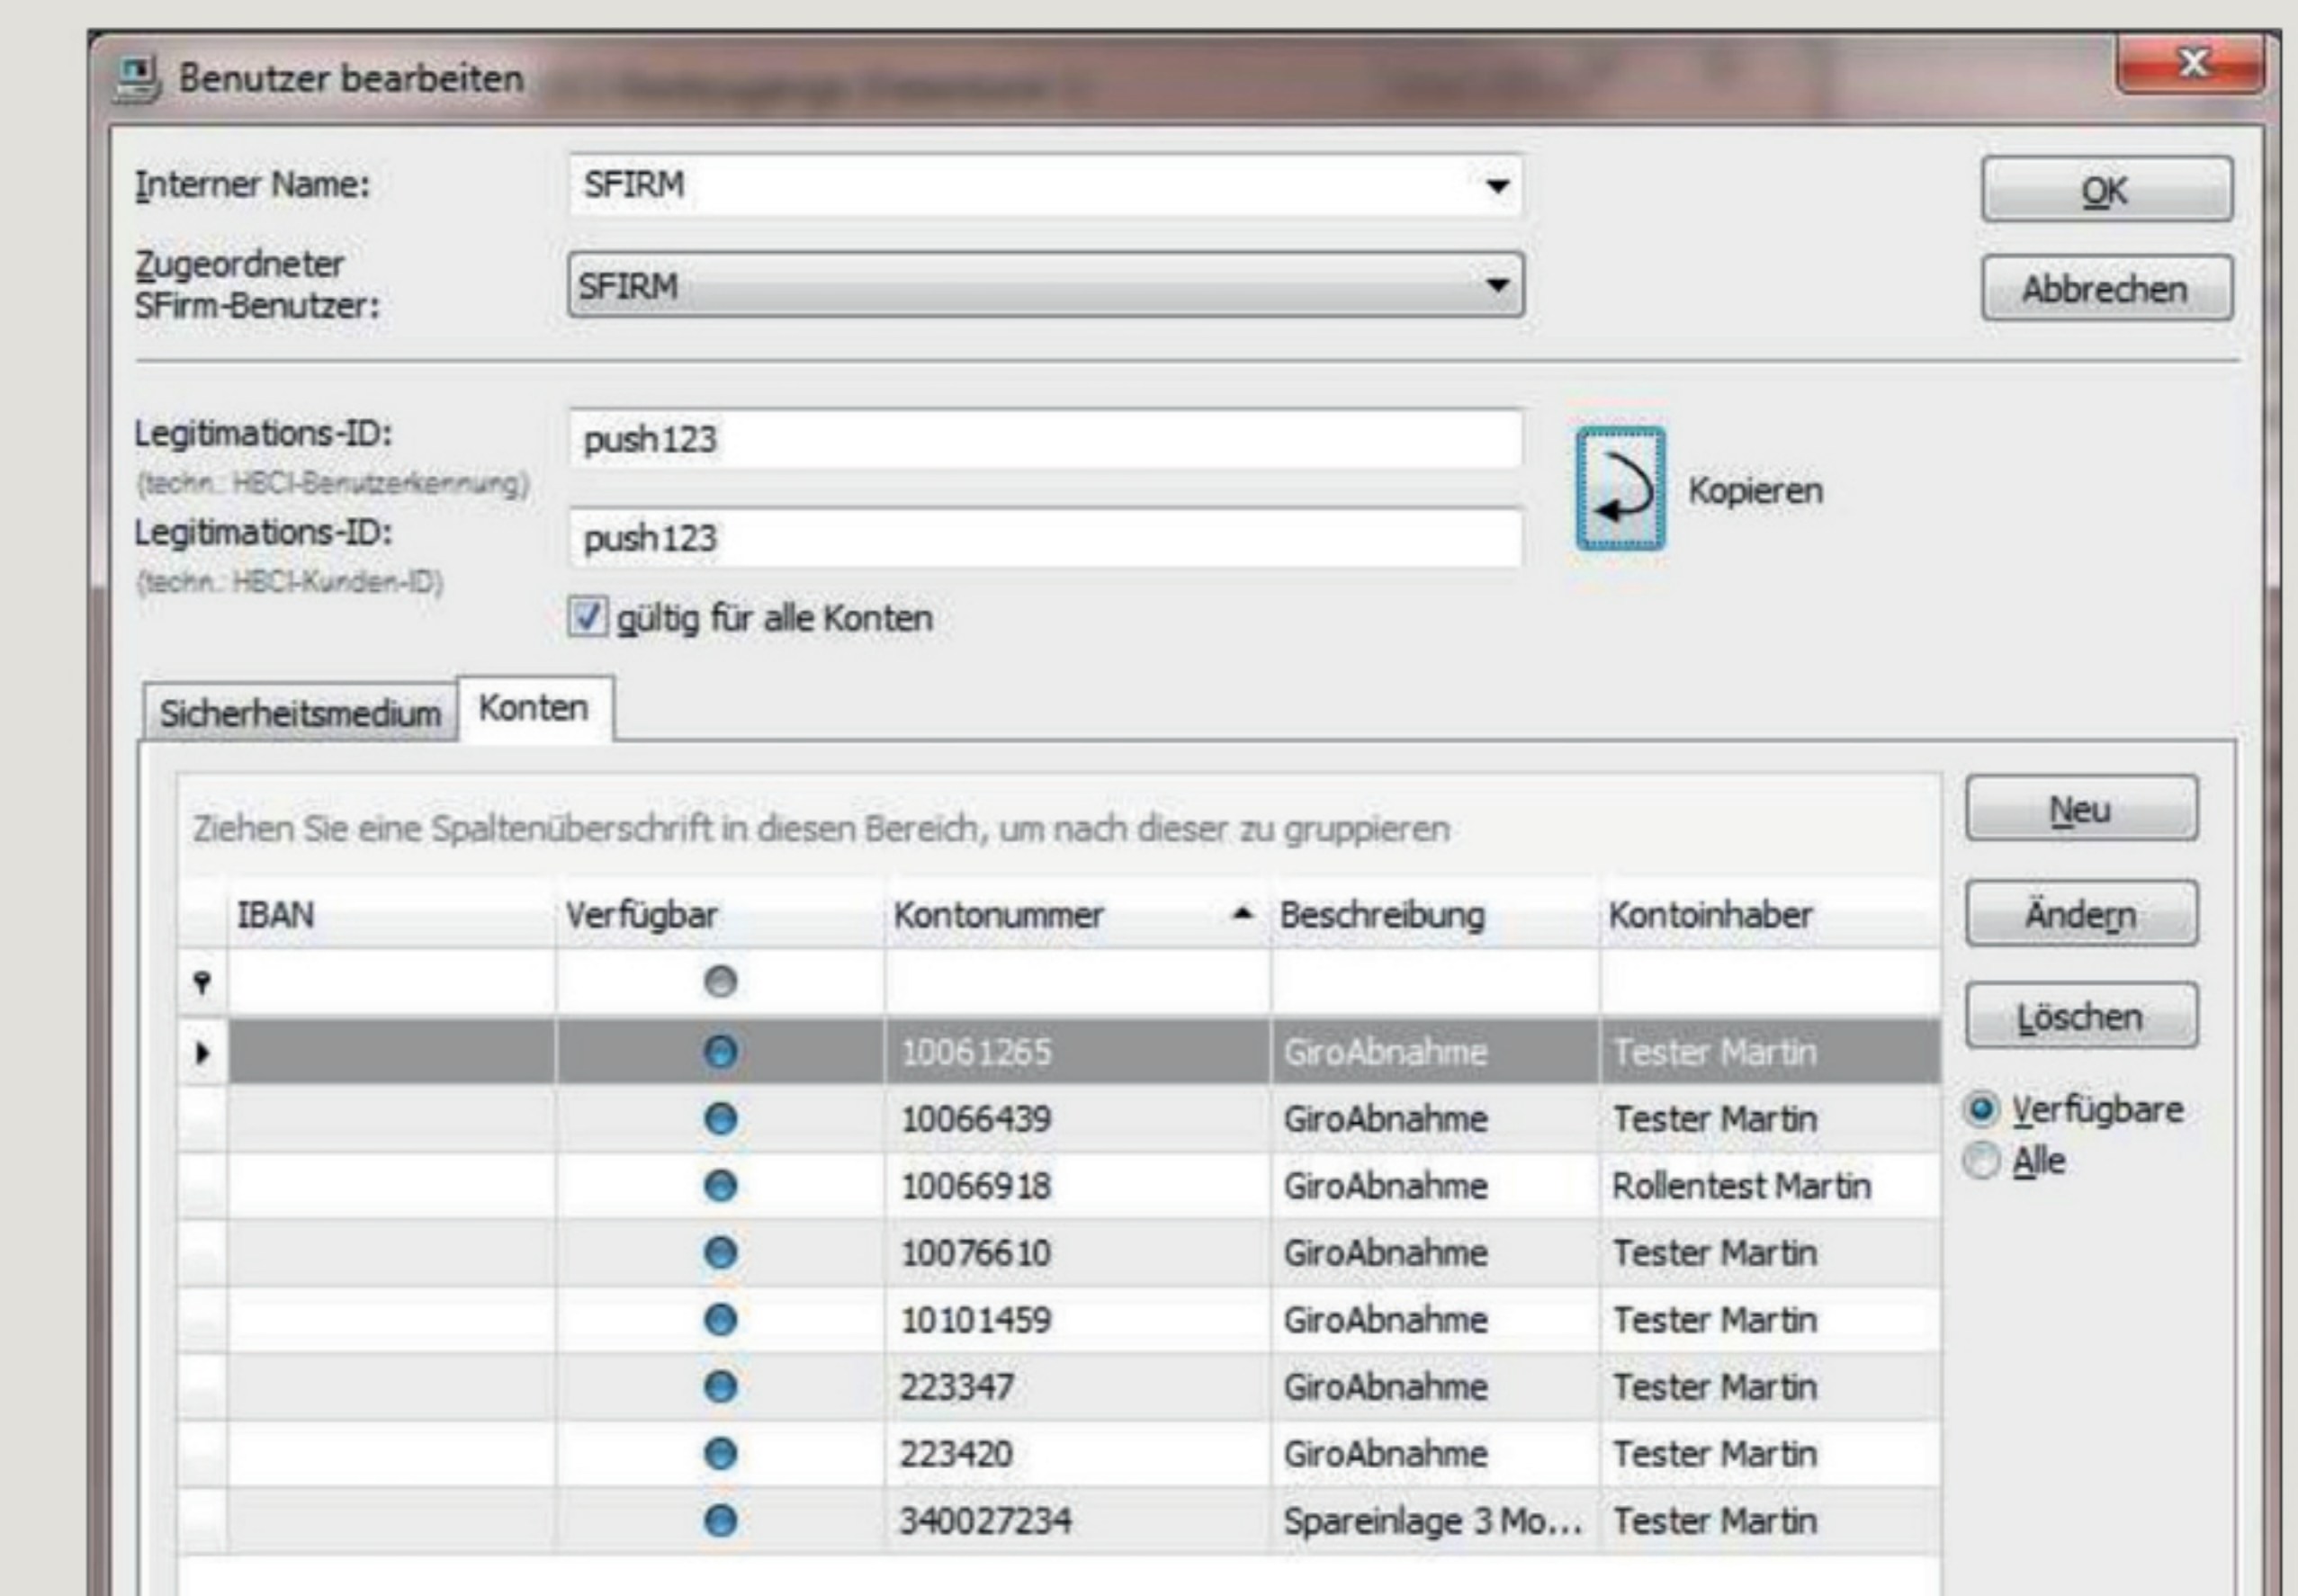 Benutzer bearbeiten
Interner Name: SFIRM OK
Zugeordneter
SFirm-Benutzer: SFIRM Abbrechen
Legitimations-ID: push123
(techn.: HBCI-Benutzerkennung)
Kopieren
Legitimations-ID: push123
(techn.: HBCI-Kunden-ID)
gültig für alle Konten
Sicherheitsmedium Konten
Ziehen Sie eine Spaltenüberschrift in diesen Bereich, um nach dieser zu gruppieren
Neu
IBAN Verfügbar Kontonummer Beschreibung Kontoinhaber
Ändern
Löschen
10061265 GiroAbnahme Tester Martin
10066439 GiroAbnahme Tester Martin
Verfügbare
Alle
10066918 GiroAbnahme Rollentest Martin
10076610 GiroAbnahme Tester Martin
10101459 GiroAbnahme Tester Martin
223347 GiroAbnahme Tester Martin
223420 GiroAbnahme Tester Martin
340027234 Spareinlage 3 Mo... Tester Martin